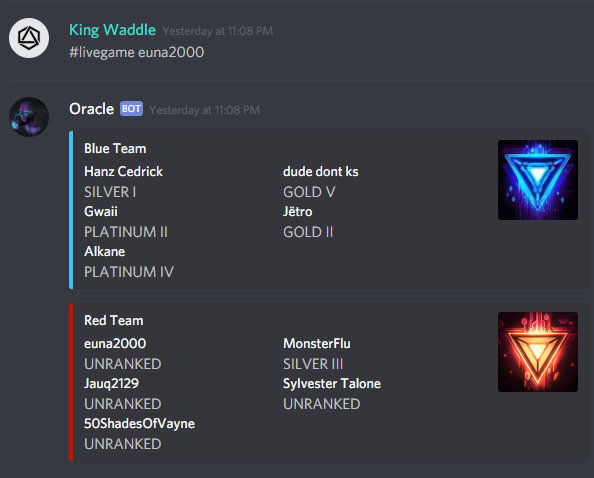 King Waddle Yesterday at 11:08 PM
#livegame euna2000
Oracle BOT Yesterday at 11:08 PM
Blue Team
Hanz Cedrick dude dont ks
SILVER I GOLD V
Gwaii Jëtro
PLATINUM II GOLD II
Alkane
PLATINUM IV
Red Team
euna2000 MonsterFlu
UNRANKED SILVER III
Jauq2129 Sylvester Talone
UNRANKED UNRANKED
50ShadesOfVayne
UNRANKED